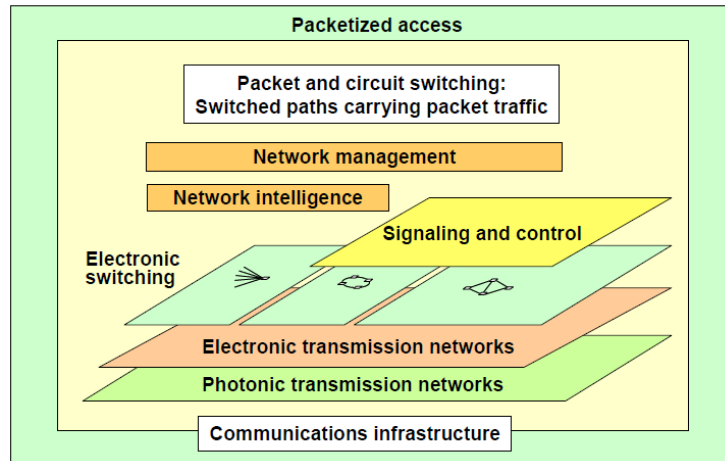 Packetized access
Packet and circuit switching:
Switched paths carrying packet traffic
Network management
Network intelligence
Signaling and control
Electronic
switching
Electronic transmission networks
Photonic transmission networks
Communications infrastructure